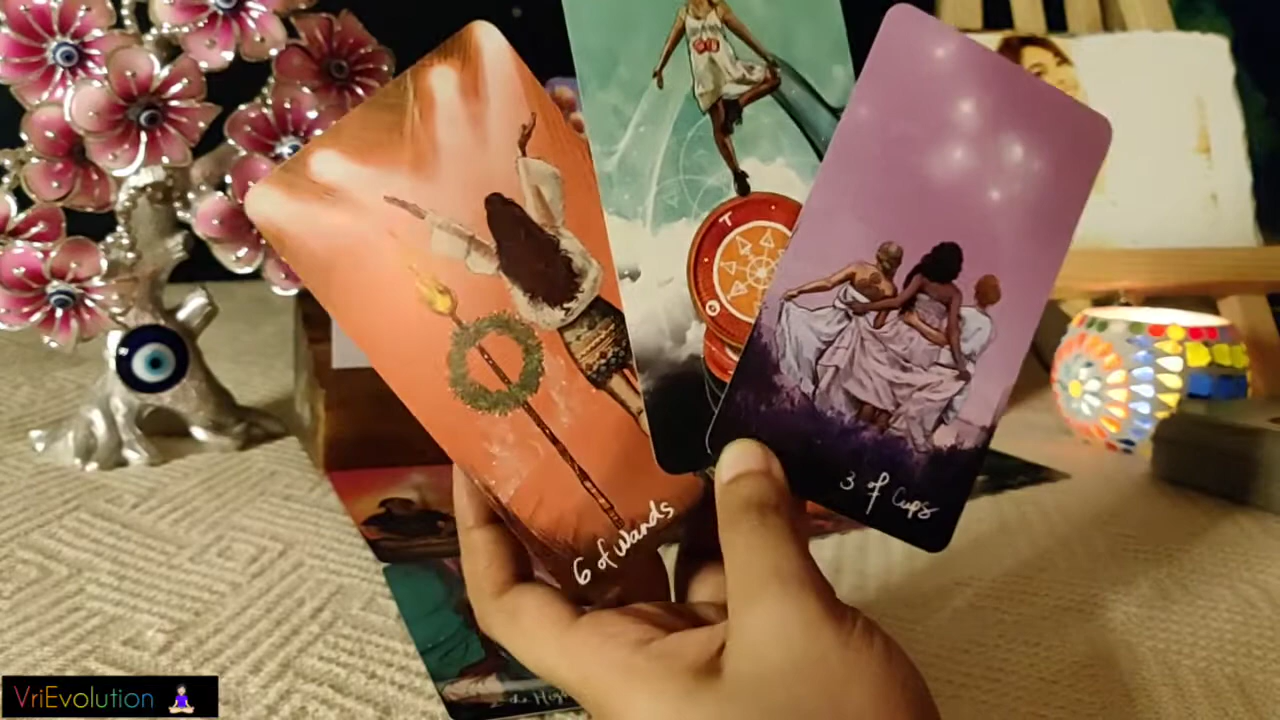 T
O
6 of Wands
3 of Cups
VriEvolution